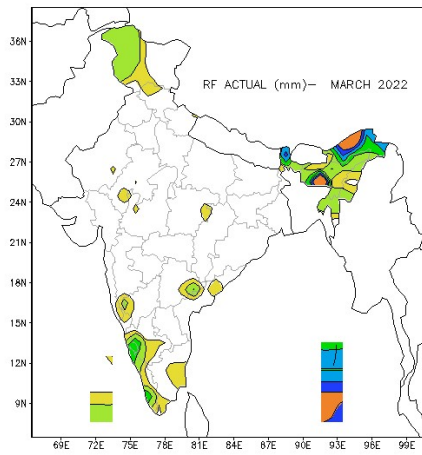 RF ACTUAL (mm)— MARCH 2022
36N
33N
30N
27N
24N
21N
18N
15N
12N
9N
69E 72E 75E 78E 81E 84E 87E 90E 93E 96E 99E